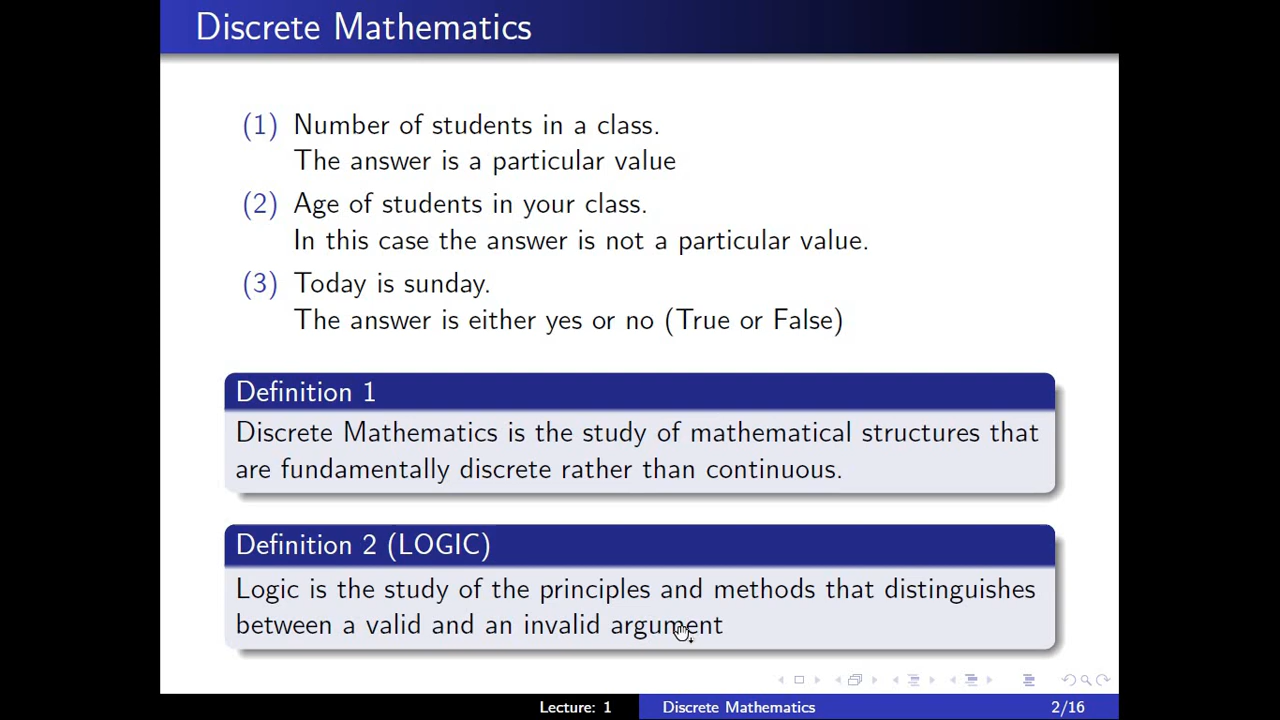 Discrete Mathematics
(1) Number of students in a class.
The answer is a particular value
(2) Age of students in your class.
In this case the answer is not a particular value.
(3) Today is sunday.
The answer is either yes or no (True or False)
Definition 1
Discrete Mathematics is the study of mathematical structures that
are fundamentally discrete rather than continuous.
Definition 2 (LOGIC)
Logic is the study of the principles and methods that distinguishes
between a valid and an invalid argument
Lecture: 1 Discrete Mathematics 2/16